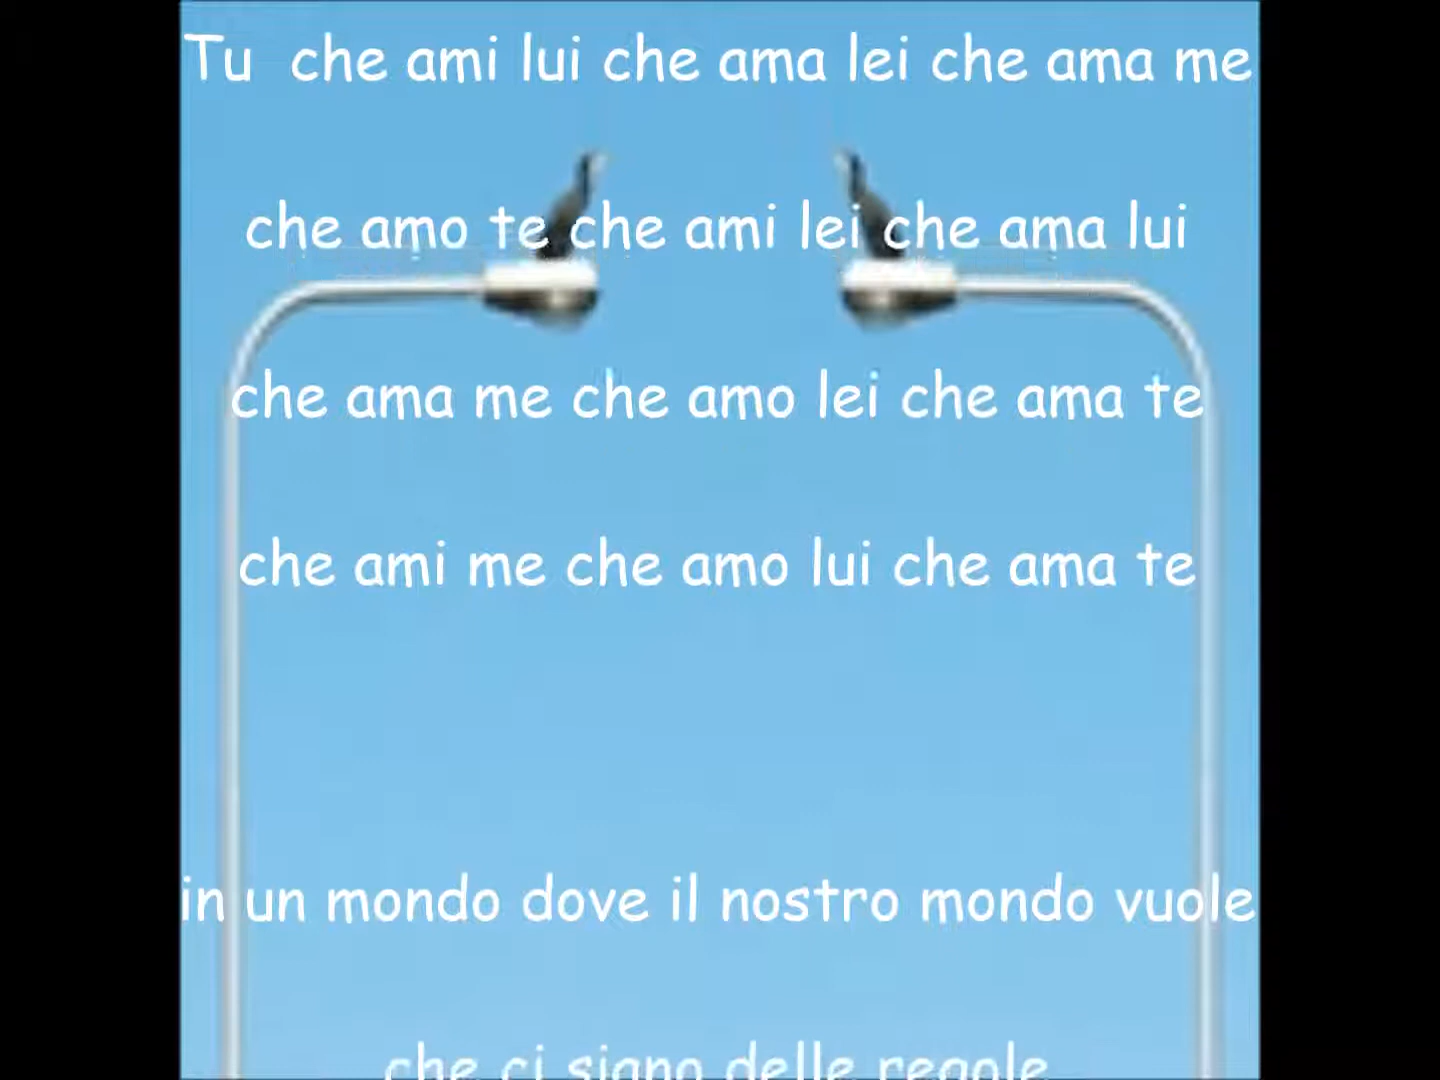 Tu che ami lui che ama lei che ama me
che amo te che ami lei che ama lui
che ama me che amo lei che ama te
che ami me che amo lui che ama te
in un mondo dove il nostro mondo vuole
che ci siano delle regole